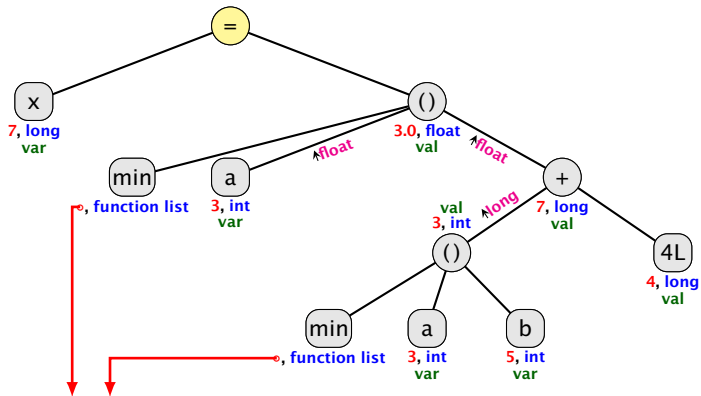 =
x
7, long
var
()
3.0, float
val
float
float
min
, function list
a
3, int
var
+
7, long
val
long
val
3, int
()
4L
4, long
val
min
, function list
a
3, int
var
b
5, int
var